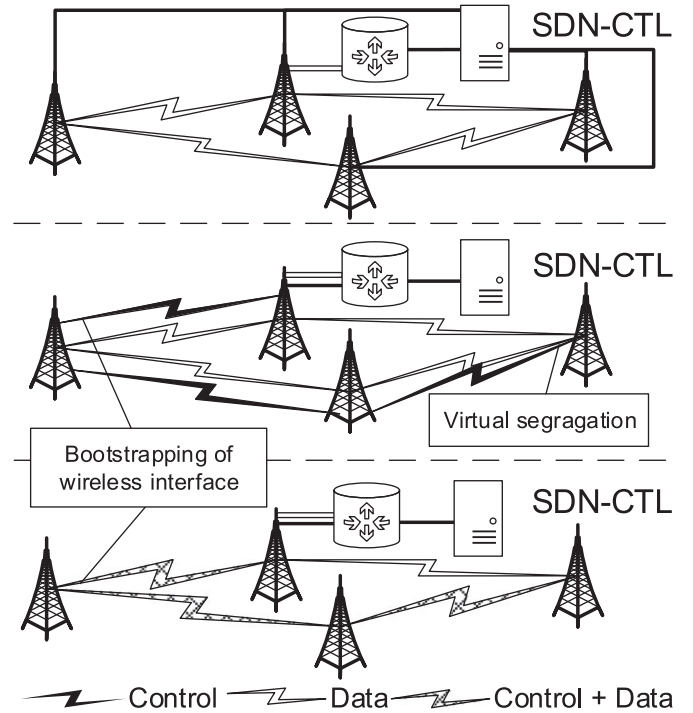 SDN-CTL
SDN-CTL
Virtual segragation
Bootstrapping of
wireless interface
SDN-CTL
Control
Data
Control + Data